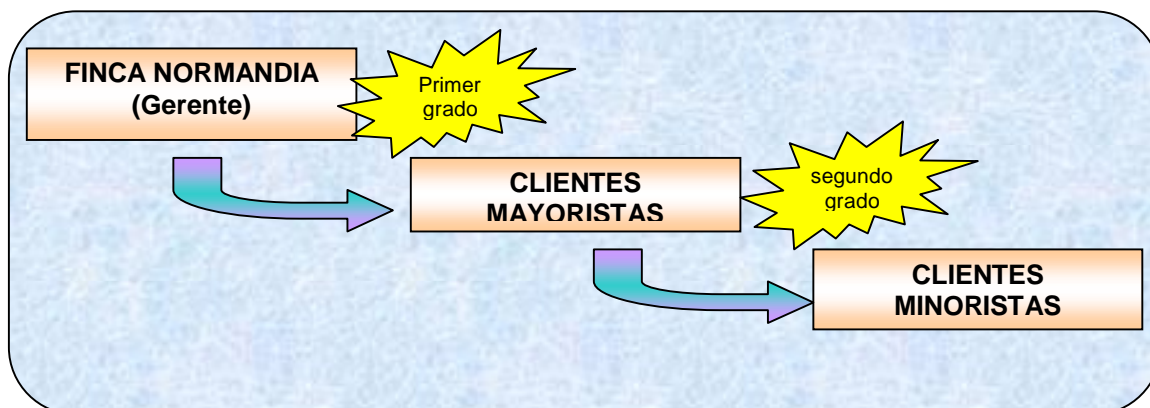 FINCA NORMANDIA
(Gerente)
Primer
grado
CLIENTES
MAYORISTAS
segundo
grado
CLIENTES
MINORISTAS